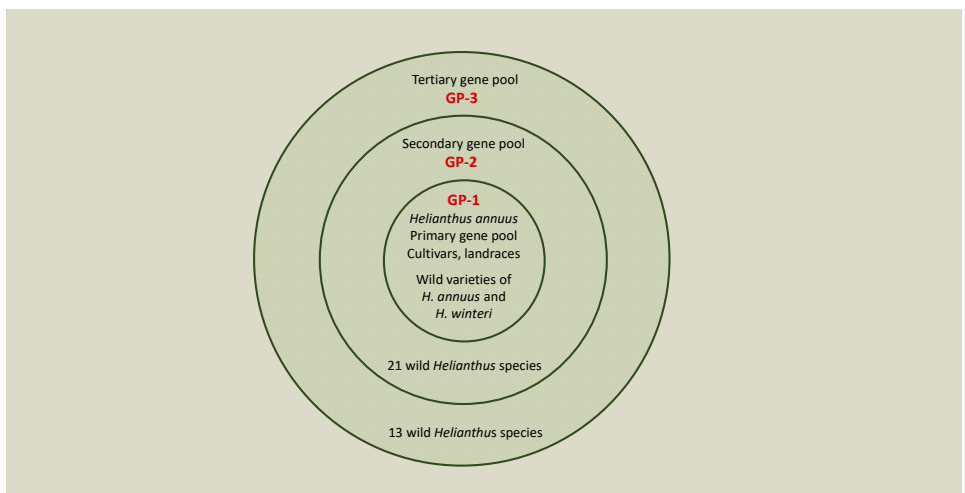 Tertiary gene pool
GP-3
Secondary gene pool
GP-2
GP-1
Helianthus annuus
Primary gene pool
Cultivars, landraces
Wild varieties of
H. annuus and
H. winteri
21 wild Helianthus species
13 wild Helianthus species